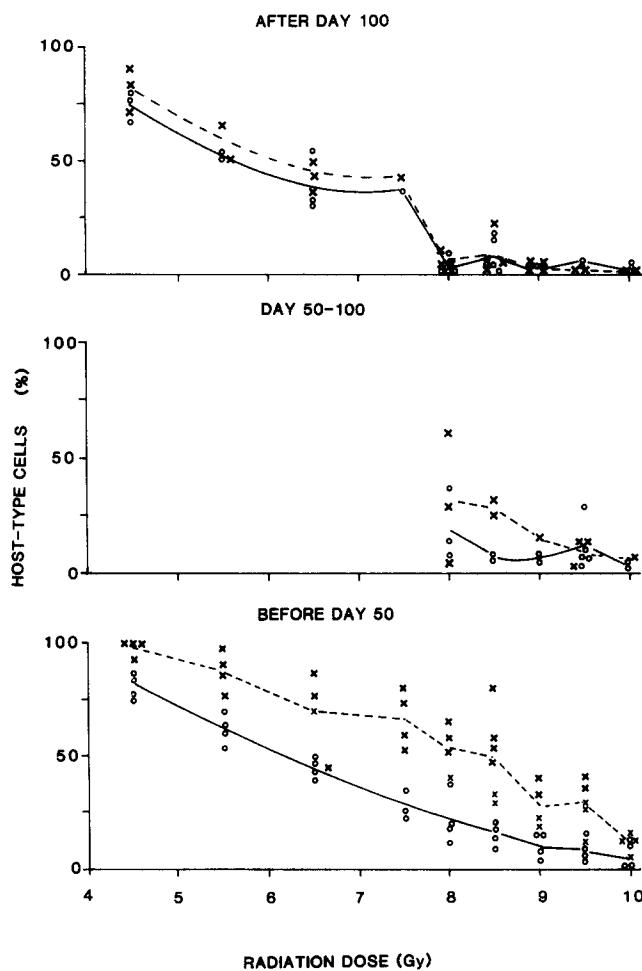 AFTER DAY 100
100
50
0
DAY 50-100
100
50
0
HOST-TYPE CELLS (%)
BEFORE DAY 50
100
50
0
4 5 6 7 8 9 10
RADIATION DOSE (Gy)